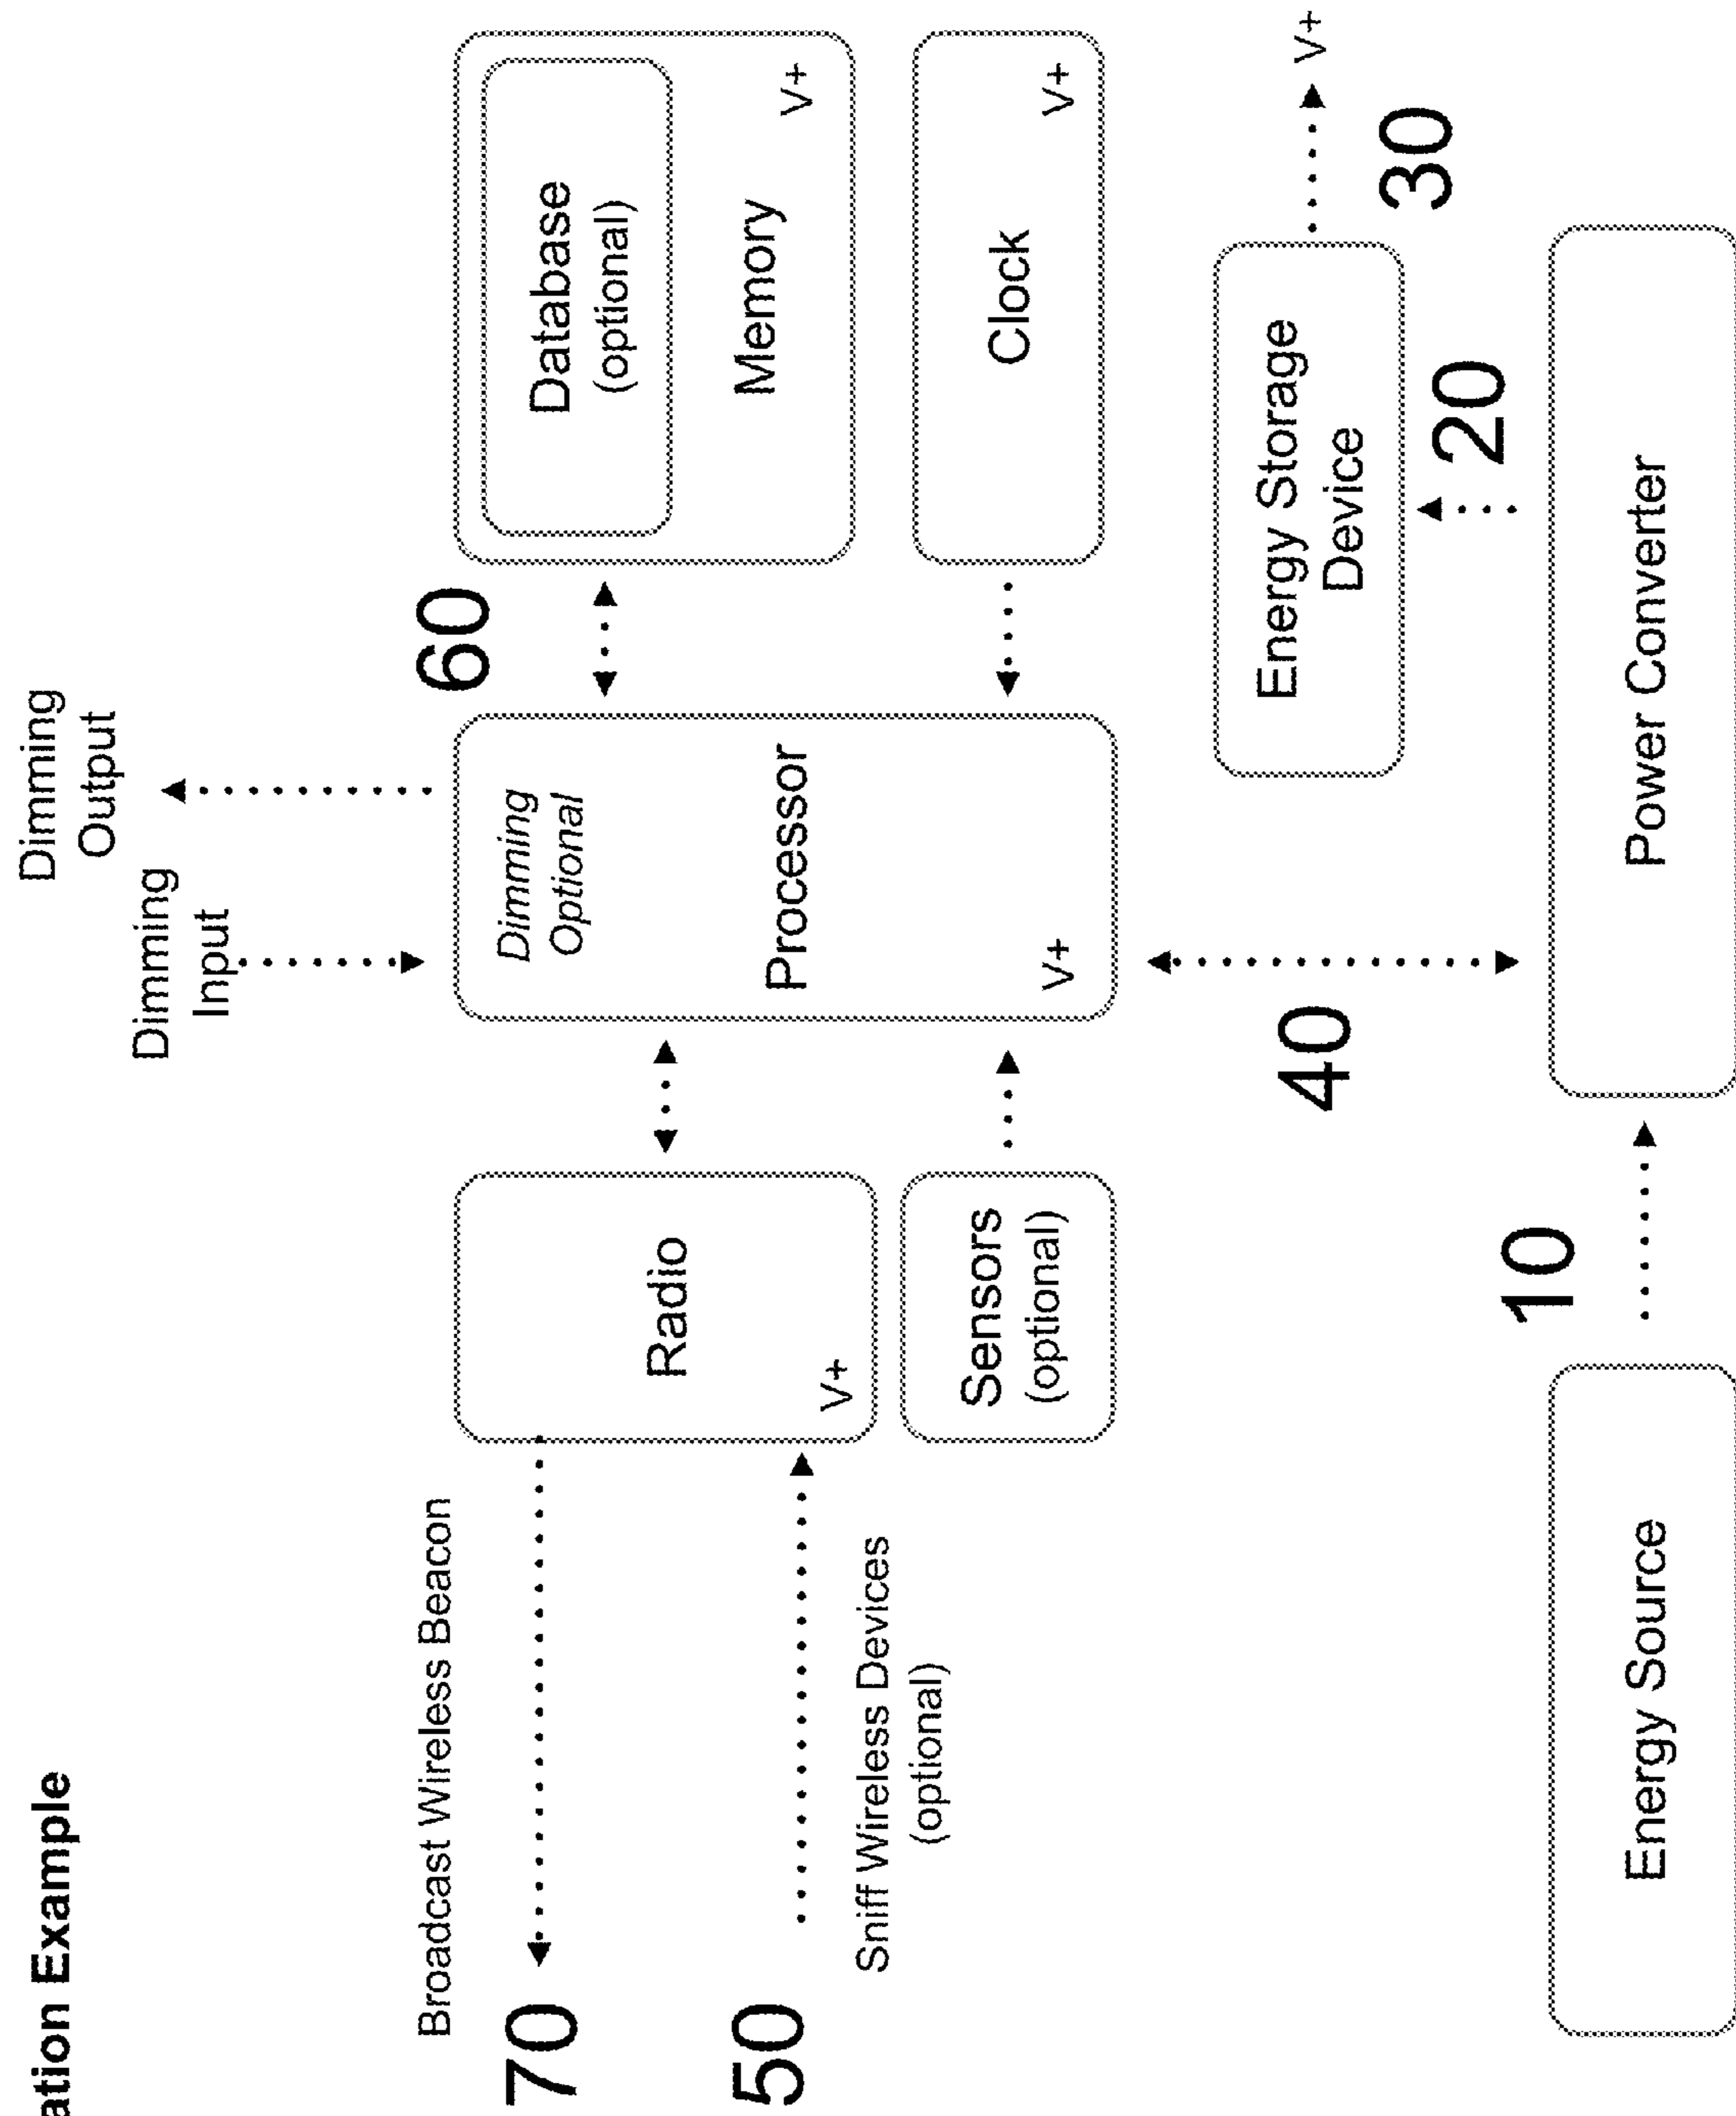 Example
Dimming
Output
Dimming
Input
Broadcast Wireless Beacon
70
50
Sniff Wireless Devices
(optional)
Radio
V+
Sensors
(optional)
Dimming
Optional
Processor
V+
60
Database
(optional)
Memory
V+
Clock
V+
40
Energy Storage
Device
V+
30
20
Energy Source
10
Power Converter